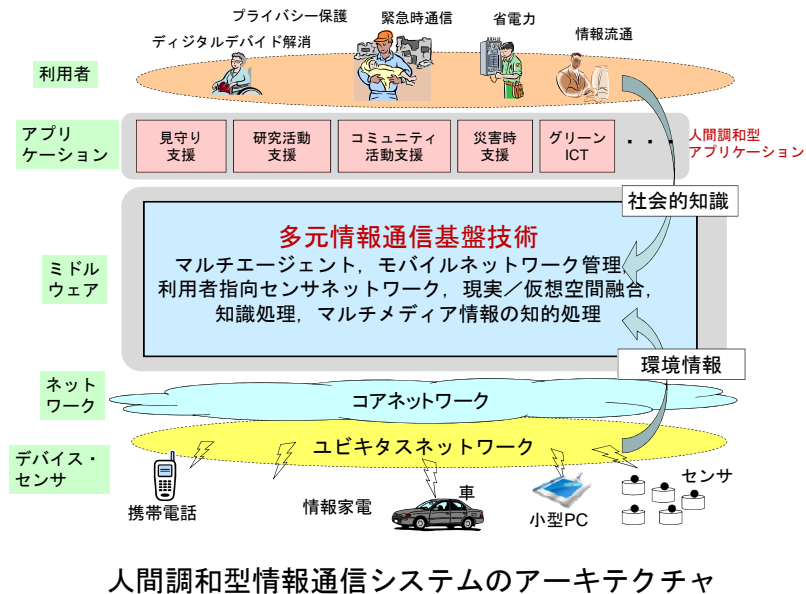 プライバシー保護
緊急時通信
省電力
ディジタルデバイド解消
情報流通
利用者
アプリ
ケーション
見守り
支援
研究活動
支援
コミュニティ
活動支援
災害時
支援
グリーン
ICT
・・・
人間調和型
アプリケーション
社会的知識
ミドル
ウェア
多元情報通信基盤技術
マルチエージェント，モバイルネットワーク管理，
利用者指向センサネットワーク，現実／仮想空間融合，
知識処理，マルチメディア情報の知的処理
環境情報
ネット
ワーク
コアネットワーク
ユビキタスネットワーク
デバイス・
センサ
携帯電話
情報家電
車
小型PC
センサ
人間調和型情報通信システムのアーキテクチャ